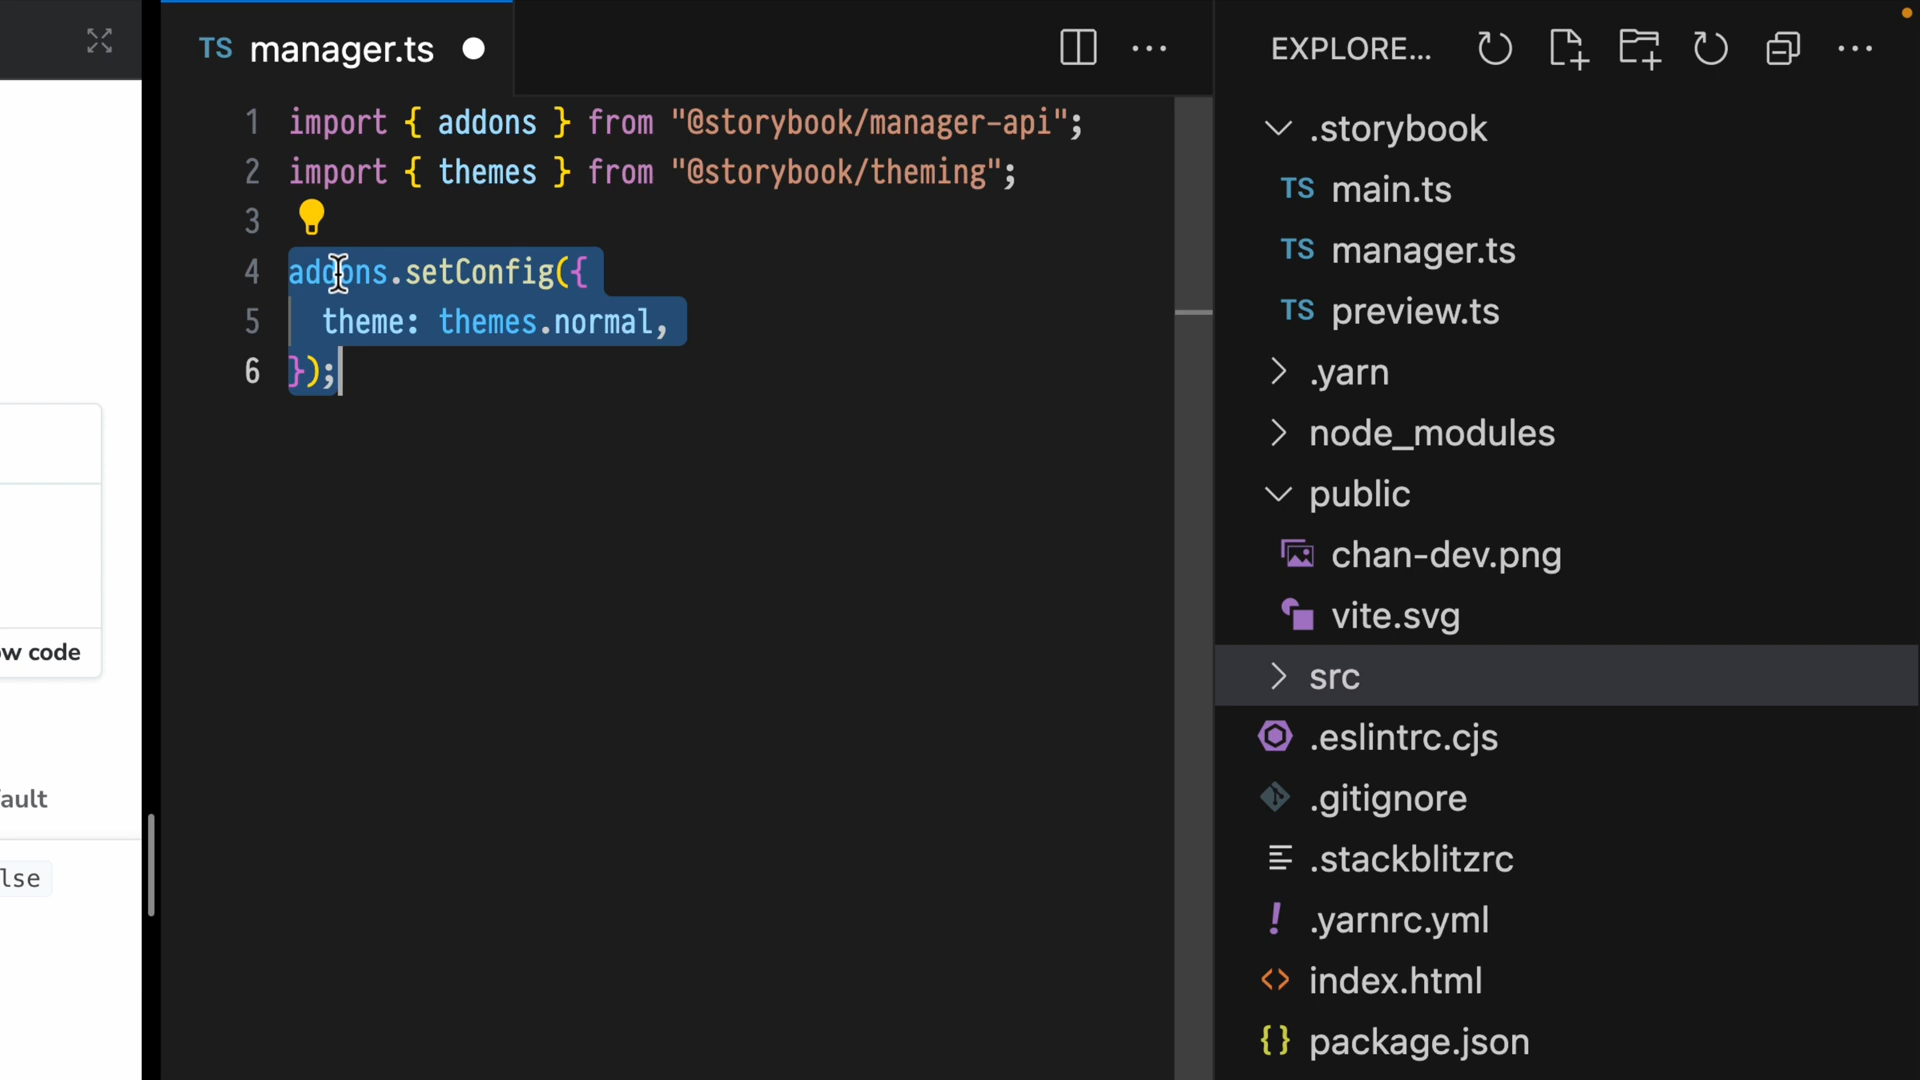 TS manager.ts
1 import { addons } from "@storybook/manager-api";
2 import { themes } from "@storybook/theming";
3
4 addons.setConfig({
5 theme: themes.normal,
6 });
ow code
ault
lse
EXPLORE...
.storybook
TS main.ts
TS manager.ts
TS preview.ts
.yarn
node_modules
public
chan-dev.png
vite.svg
src
.eslintrc.cjs
.gitignore
.stackblitzrc
! .yarnrc.yml
<> index.html
{} package.json